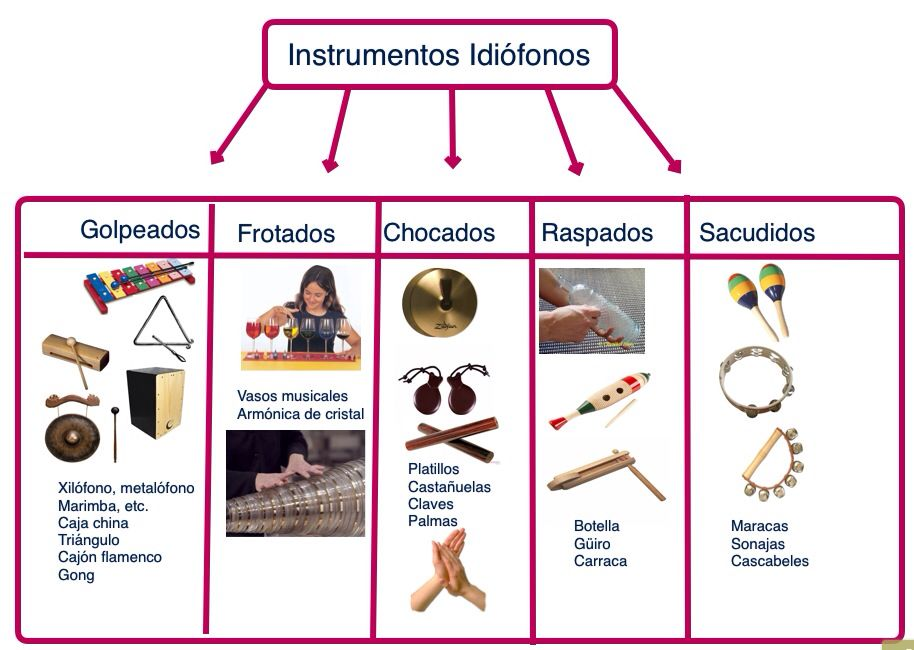 Instrumentos Idiófonos
Golpeados
Frotados
Chocados
Raspados
Sacudidos
Xilófono, metalófono
Marimba, etc.
Caja china
Triángulo
Cajón flamenco
Gong
Vasos musicales
Armónica de cristal
Zildjian
Platillos
Castañuelas
Claves
Palmas
Botella
Güiro
Carraca
Maracas
Sonajas
Cascabeles